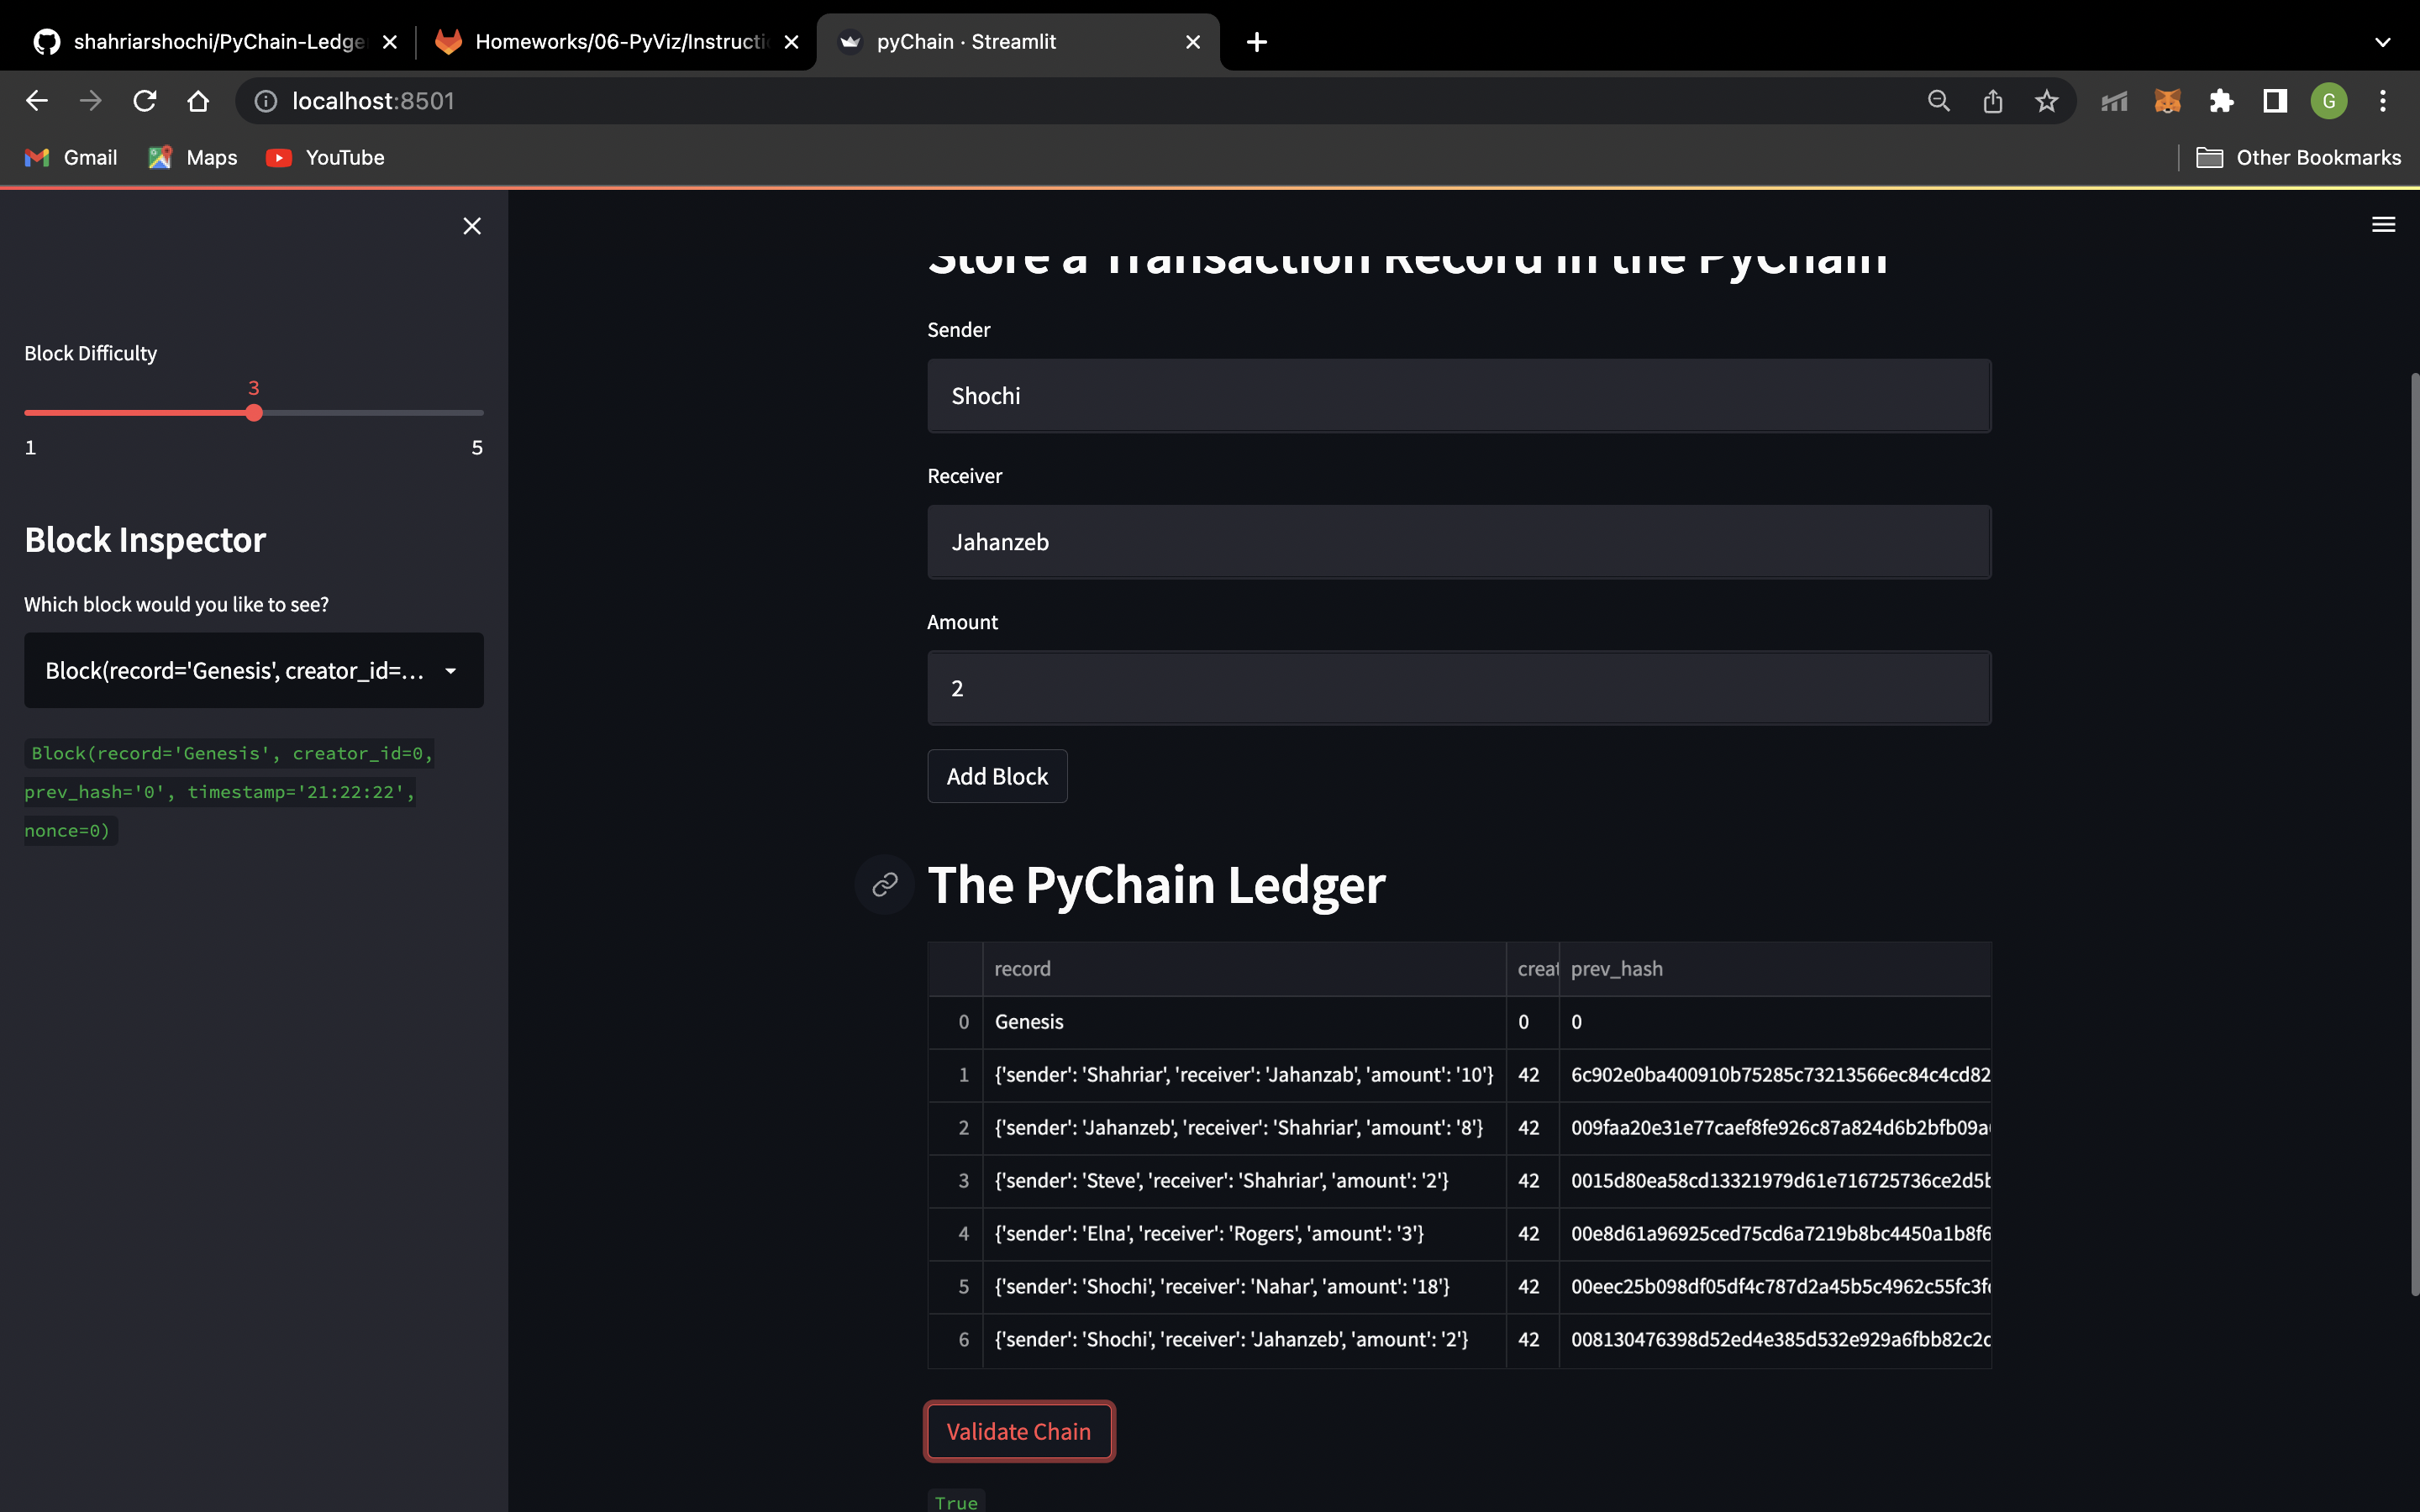 shahriarshochi/PyChain-Ledge
Homeworks/06-PyViz/Instructi
pyChain · Streamlit
localhost:8501
G
Gmail
Maps
YouTube
Other Bookmarks
Block Difficulty
3
1
5
Block Inspector
Which block would you like to see?
Block(record='Genesis', creator_id=...
Block(record='Genesis', creator_id=0,
prev_hash='0', timestamp='21:22:22',
nonce=0)
Store a Transaction Record in the PyChain
Sender
Shochi
Receiver
Jahanzeb
Amount
2
Add Block
The PyChain Ledger
record creat prev_hash
0 Genesis 0 0
1 {'sender': 'Shahriar', 'receiver': 'Jahanzab', 'amount': '10'} 42 6c902e0ba400910b75285c73213566ec84c4cd82
2 {'sender': 'Jahanzeb', 'receiver': 'Shahriar', 'amount': '8'} 42 009faa20e31e77caef8fe926c87a824d6b2bfb09a
3 {'sender': 'Steve', 'receiver': 'Shahriar', 'amount': '2'} 42 0015d80ea58cd13321979d61e716725736ce2d5b
4 {'sender': 'Elna', 'receiver': 'Rogers', 'amount': '3'} 42 00e8d61a96925ced75cd6a7219b8bc4450a1b8f6
5 {'sender': 'Shochi', 'receiver': 'Nahar', 'amount': '18'} 42 00eec25b098df05df4c787d2a45b5c4962c55fc3f
6 {'sender': 'Shochi', 'receiver': 'Jahanzeb', 'amount': '2'} 42 008130476398d52ed4e385d532e929a6fbb82c2c
Validate Chain
True